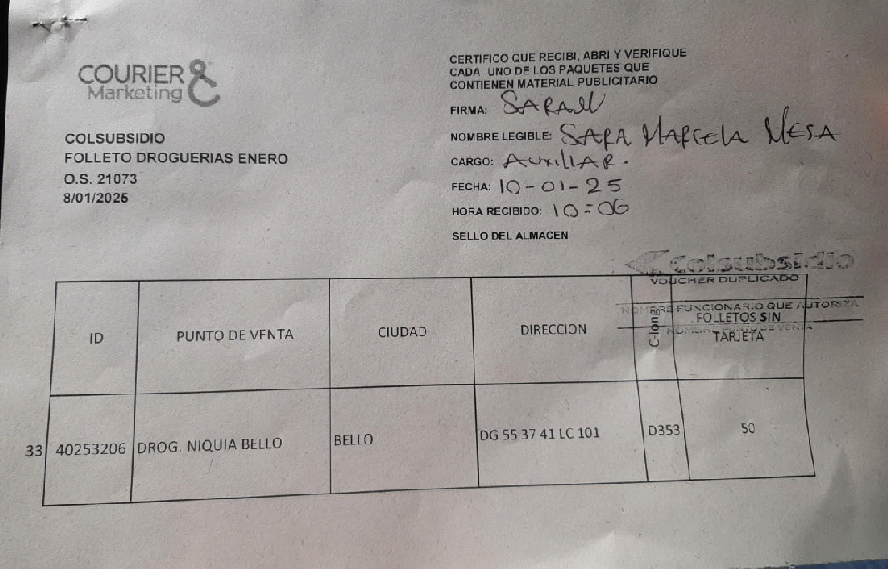 COURIER &
Marketing
COLSUBSIDIO
FOLLETO DROGUERIAS ENERO
O.S. 21073
8/01/2025
CERTIFICO QUE RECIBI, ABRI Y VERIFIQUE
CADA UNO DE LOS PAQUETES QUE
CONTIENEN MATERIAL PUBLICITARIO
FIRMA:
NOMBRE LEGIBLE: SARA MARCELA MESA
CARGO: AUXILIAR.
FECHA: 10-01-25
HORA RECIBIDO: 10:06
SELLO DEL ALMACEN
Colsubsidio
VOUCHER DUPLICADO
NOMBRE FUNCIONARIO QUE AUTORIZA
ID PUNTO DE VENTA CIUDAD DIRECCION FOLLETOS SIN TARJETA
33 40253206 DROG. NIQUIA BELLO BELLO DG 55 37 41 LC 101 D353 50